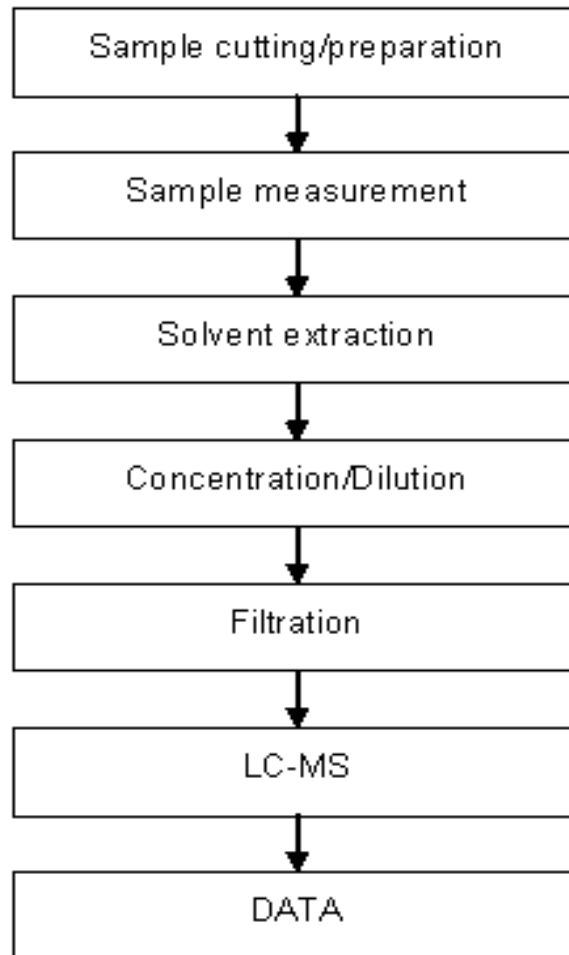 Sample cutting/preparation
Sample measurement
Solvent extraction
Concentration/Dilution
Filtration
LC-MS
DATA